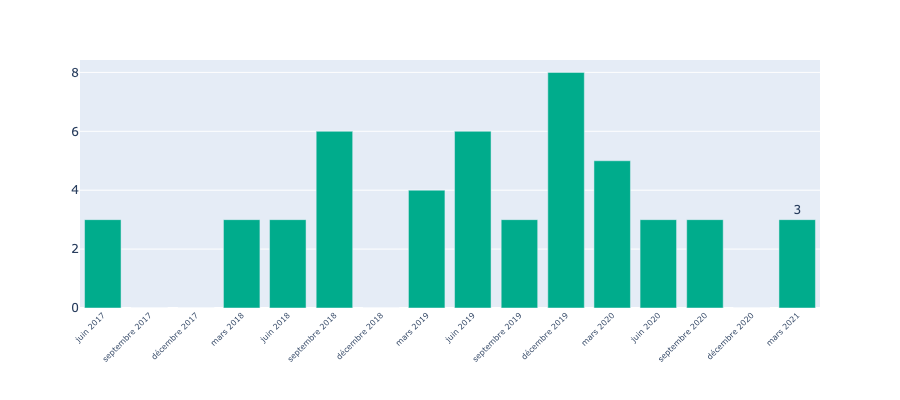 8
6
4
2
0
3
juin 2017
septembre 2017
décembre 2017
mars 2018
juin 2018
septembre 2018
décembre 2018
mars 2019
juin 2019
septembre 2019
décembre 2019
mars 2020
juin 2020
septembre 2020
décembre 2020
mars 2021